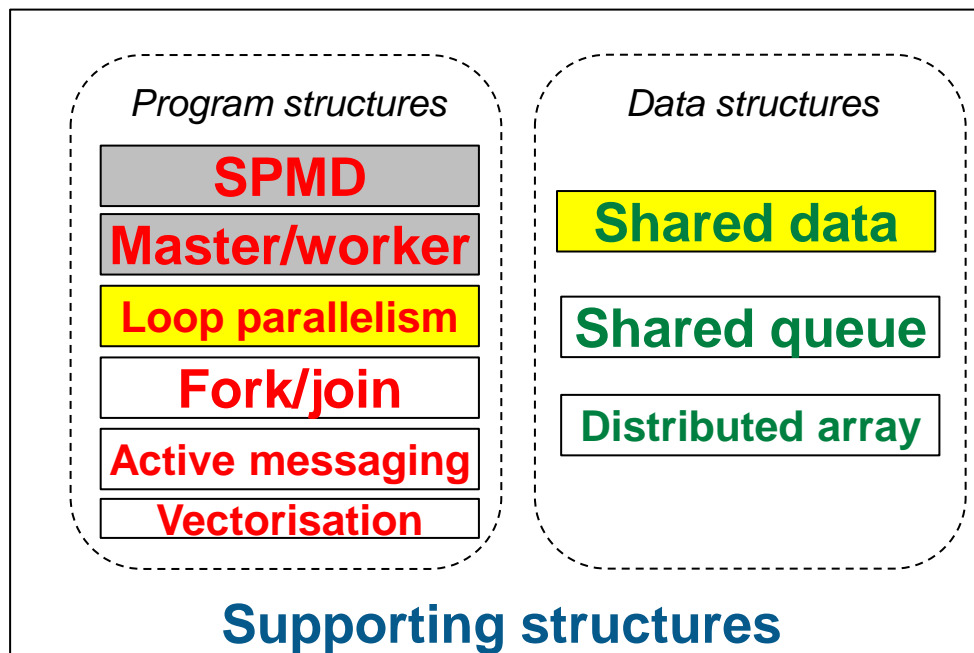 Program structures
SPMD
Master/worker
Loop parallelism
Fork/join
Active messaging
Vectorisation
Data structures
Shared data
Shared queue
Distributed array
Supporting structures